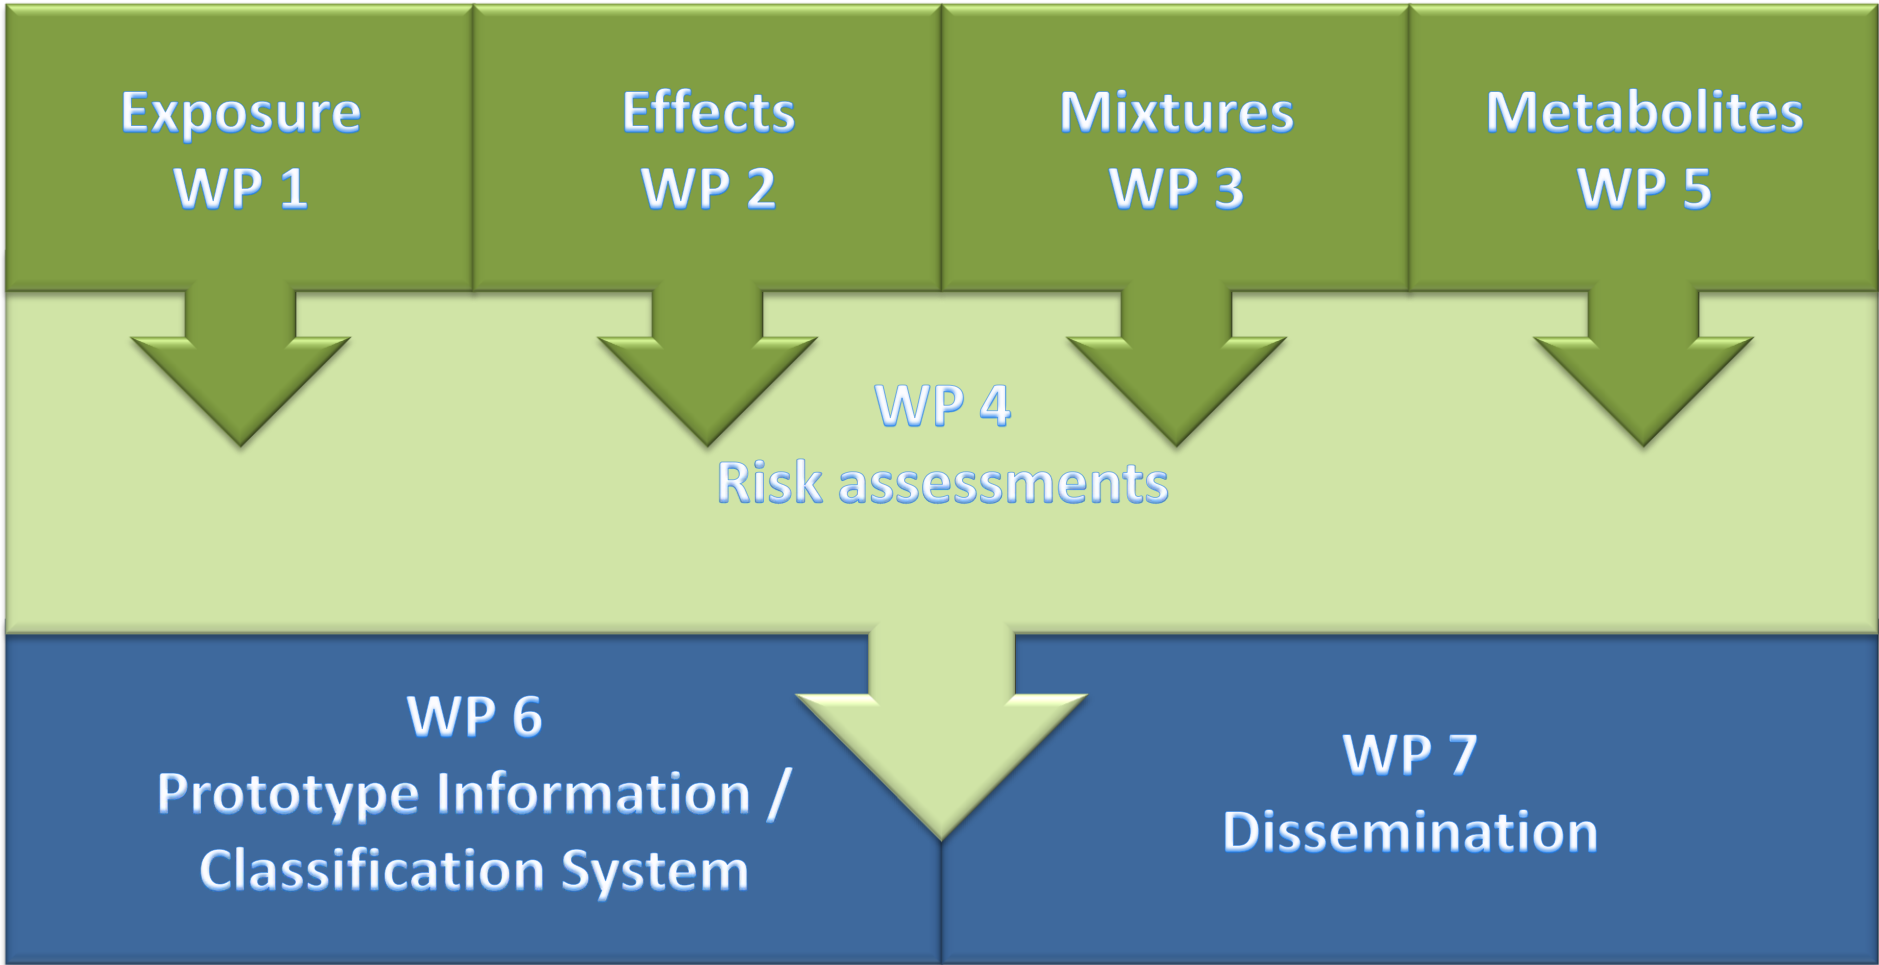 Exposure
WP 1
Effects
WP 2
Mixtures
WP 3
Metabolites
WP 5
WP 4
Risk assessments
WP 6
Prototype Information /
Classification System
WP 7
Dissemination